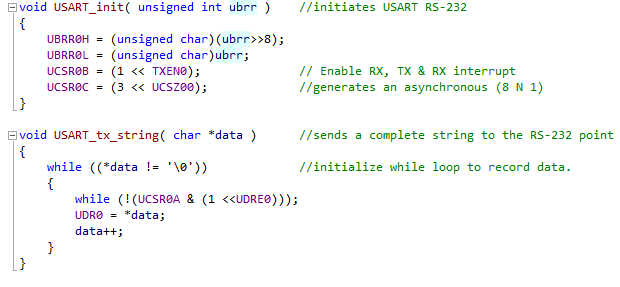 void USART_init( unsigned int ubrr )      //initiates USART RS-232
{
    UBRR0H = (unsigned char)(ubrr>>8);
    UBRR0L = (unsigned char)ubrr;
    UCSR0B = (1 << TXEN0);              // Enable RX, TX & RX interrupt
    UCSR0C = (3 << UCSZ00);             //generates an asynchronous (8 N 1)
}
void USART_tx_string( char *data )      //sends a complete string to the RS-232 point
{
    while ((*data != '\0'))             //initialize while loop to record data.
    {
        while (!(UCSR0A & (1 <<UDRE0)));
        UDR0 = *data;
        data++;
    }
}